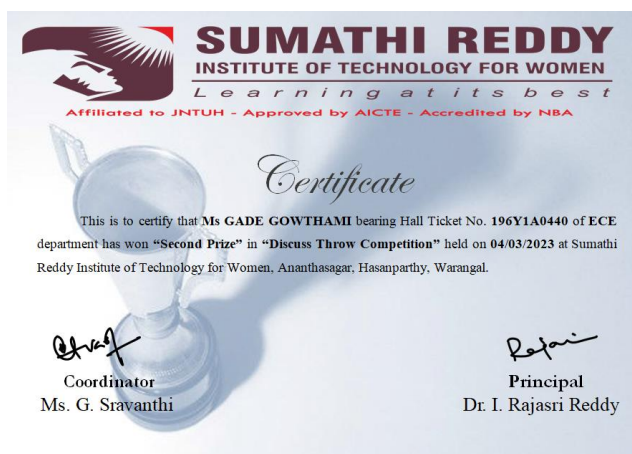 SUMATHI REDDY
INSTITUTE OF TECHNOLOGY FOR WOMEN
Learning at its best
Affiliated to JNTUH - Approved by AICTE - Accredited by NBA
Certificate
This is to certify that Ms GADE GOWTHAMI bearing Hall Ticket No. 196Y1A0440 of ECE
department has won “Second Prize” in “Discuss Throw Competition” held on 04/03/2023 at Sumathi
Reddy Institute of Technology for Women, Ananthasagar, Hasanparthy, Warangal.
Coordinator
Ms. G. Sravanthi
Principal
Dr. I. Rajasri Reddy